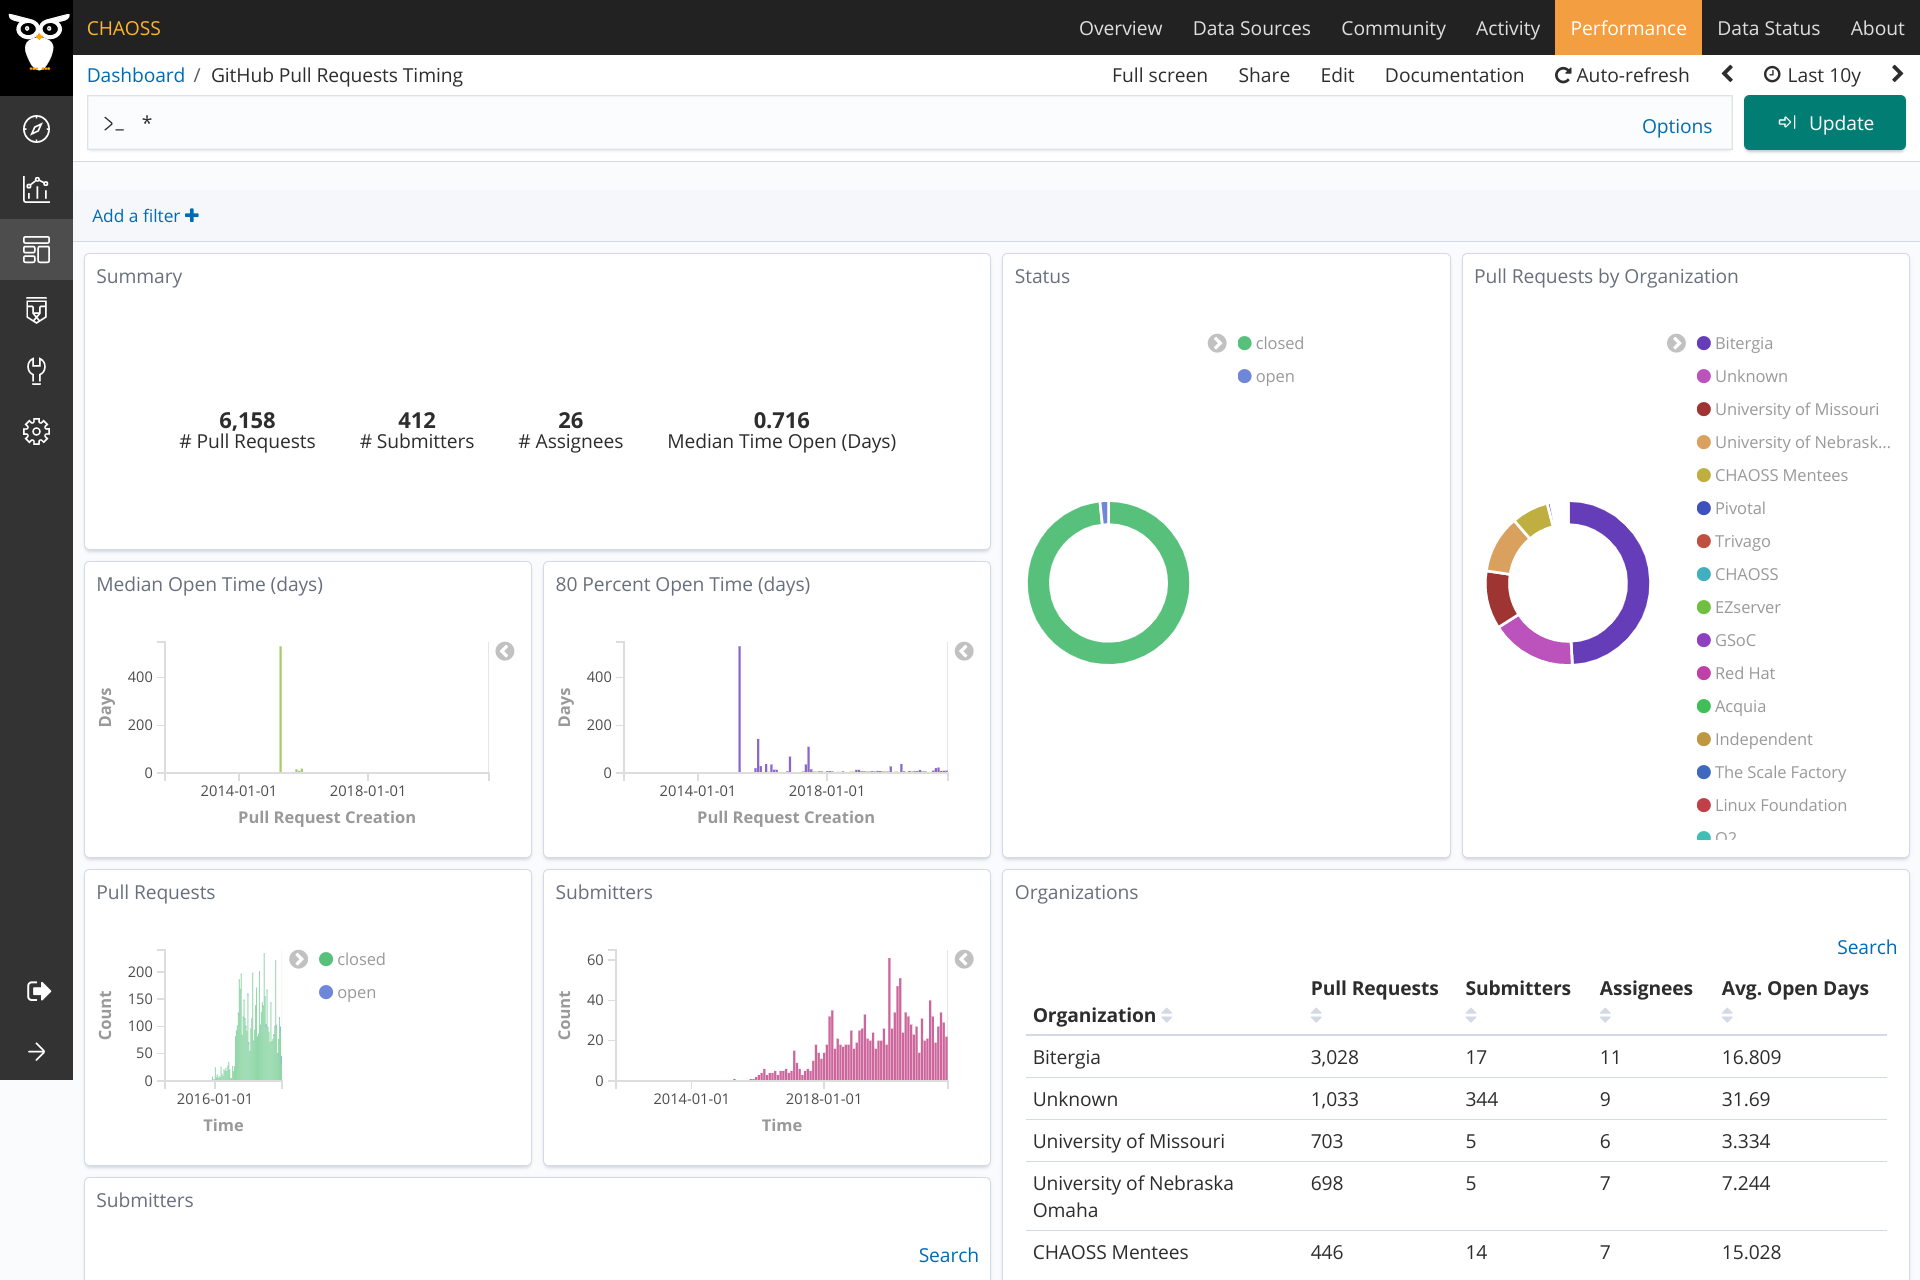 CHAOSS
Overview Data Sources Community Activity Performance Data Status About
Dashboard / GitHub Pull Requests Timing
Full screen Share Edit Documentation Auto-refresh Last 10y
>_ *
Options
Update
Add a filter
Summary
6,158 412 26 0.716
# Pull Requests # Submitters # Assignees Median Time Open (Days)
Status
closed
open
Pull Requests by Organization
Bitergia
Unknown
University of Missouri
University of Nebrask...
CHAOSS Mentees
Pivotal
Trivago
CHAOSS
EZserver
GSoC
Red Hat
Acquia
Independent
The Scale Factory
Linux Foundation
Median Open Time (days)
Days
400
200
0
2014-01-01 2018-01-01
Pull Request Creation
80 Percent Open Time (days)
Days
400
200
0
2014-01-01 2018-01-01
Pull Request Creation
Pull Requests
Count
200
150
100
50
0
2016-01-01
Time
closed
open
Submitters
Count
60
40
20
0
2014-01-01 2018-01-01
Time
Organizations
Search
Organization Pull Requests Submitters Assignees Avg. Open Days
Bitergia 3,028 17 11 16.809
Unknown 1,033 344 9 31.69
University of Missouri 703 5 6 3.334
University of Nebraska Omaha 698 5 7 7.244
CHAOSS Mentees 446 14 7 15.028
Submitters
Search